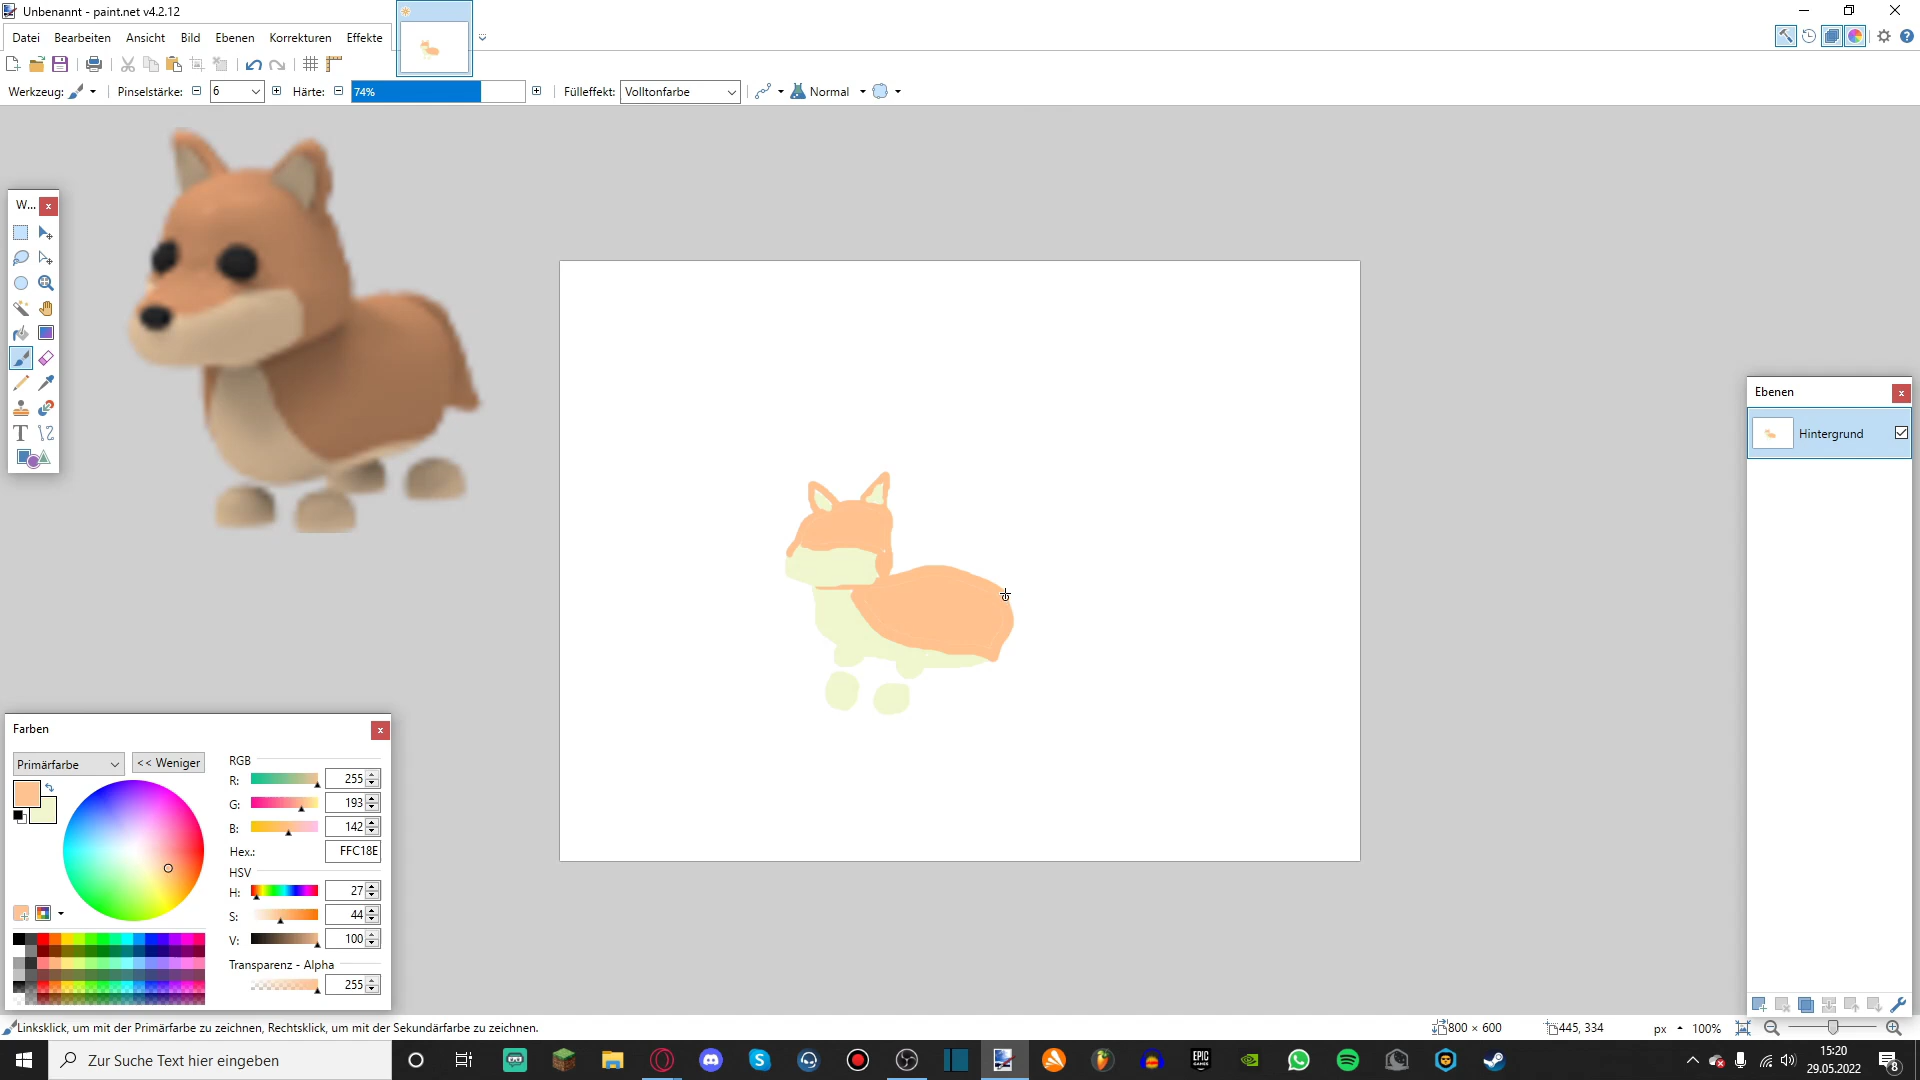 Unbenannt - paint.net v4.2.12
Datei Bearbeiten Ansicht Bild Ebenen Korrekturen Effekte
Werkzeug: Pinselstärke: 6 Härte: 74% Fülleffekt: Volltonfarbe Normal
W... x
Ebenen x
Hintergrund
Farben x
Primärfarbe << Weniger
RGB
R: 255
G: 193
B: 142
Hex.: FFC18E
HSV
H: 27
S: 44
V: 100
Transparenz - Alpha
255
Linksklick, um mit der Primärfarbe zu zeichnen, Rechtsklick, um mit der Sekundärfarbe zu zeichnen.
800 × 600 445, 334 px 100%
Zur Suche Text hier eingeben
EPIC GAMES
15:20
29.05.2022
8